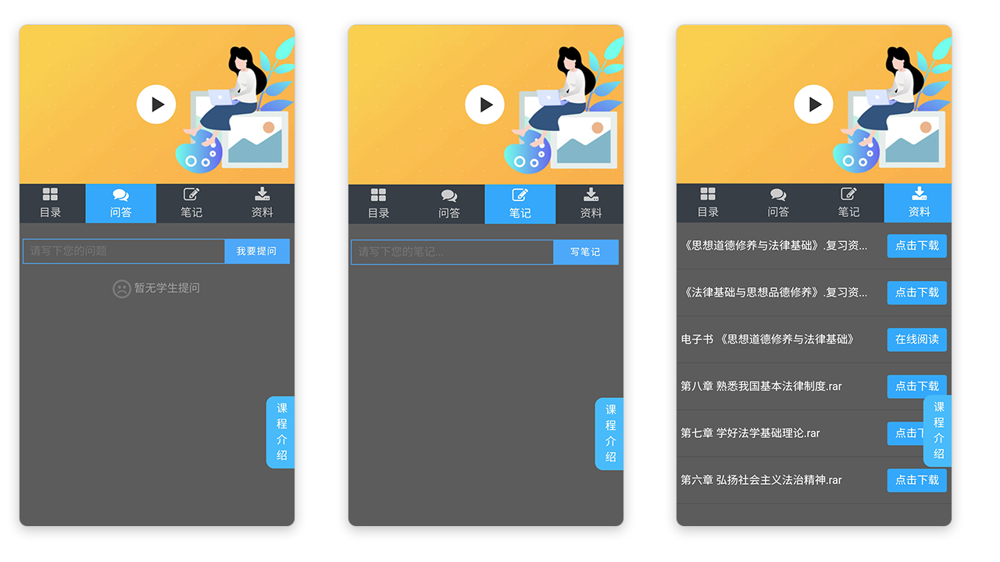 目录 问答 笔记 资料
请写下您的问题 我要提问
暂无学生提问
课
程
介
绍
目录 问答 笔记 资料
请写下您的笔记... 写笔记
课
程
介
绍
目录 问答 笔记 资料
《思想道德修养与法律基础》.复习资... 点击下载
《法律基础与思想品德修养》.复习资... 点击下载
电子书 《思想道德修养与法律基础》 在线阅读
第八章 熟悉我国基本法律制度.rar 点击下载
第七章 学好法学基础理论.rar 点击
第六章 弘扬社会主义法治精神.rar 点击下载
课
程
介
绍